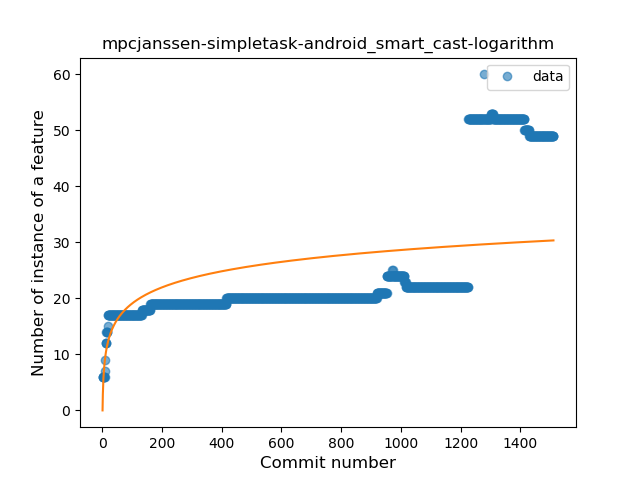 mpcjanssen-simpletask-android_smart_cast-logarithm
data
Number of instance of a feature
60
50
40
30
20
10
0
0 200 400 600 800 1000 1200 1400
Commit number